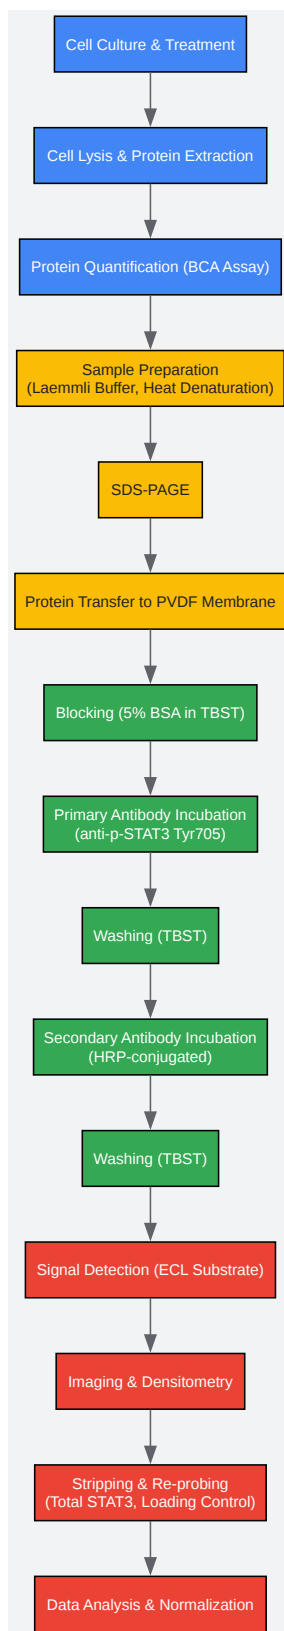 Cell Culture & Treatment
Cell Lysis & Protein Extraction
Protein Quantification (BCA Assay)
Sample Preparation
(Laemmli Buffer, Heat Denaturation)
SDS-PAGE
Protein Transfer to PVDF Membrane
Blocking (5% BSA in TBST)
Primary Antibody Incubation
(anti-p-STAT3 Tyr705)
Washing (TBST)
Secondary Antibody Incubation
(HRP-conjugated)
Washing (TBST)
Signal Detection (ECL Substrate)
Imaging & Densitometry
Stripping & Re-probing
(Total STAT3, Loading Control)
Data Analysis & Normalization